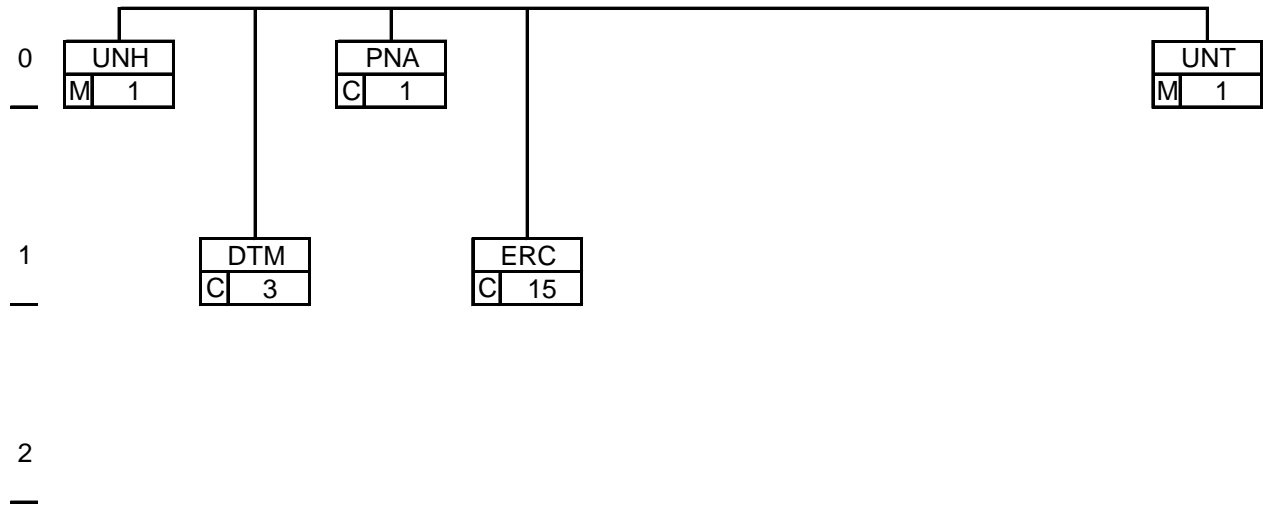 0 UNH PNA UNT
M 1 C 1 M 1
1 DTM ERC
C 3 C 15
2